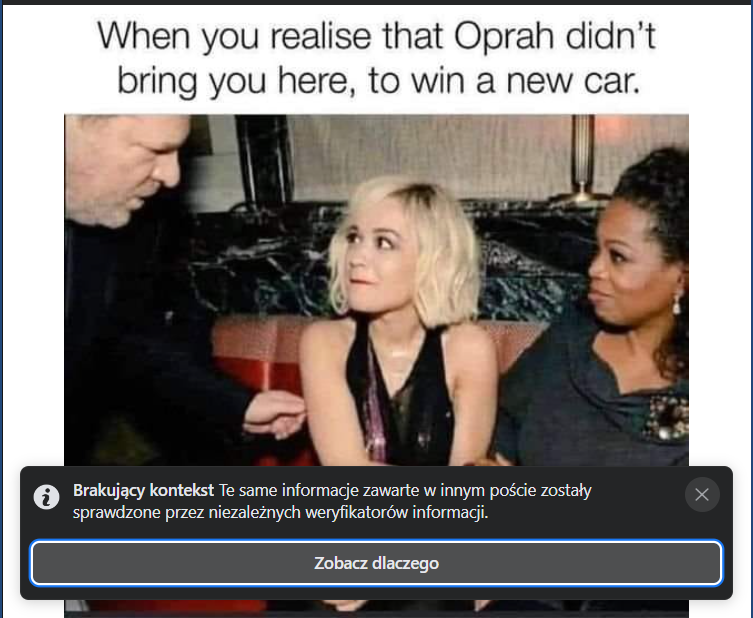 When you realise that Oprah didn't
bring you here, to win a new car.
Brakujący kontekst Te same informacje zawarte w innym poście zostały
sprawdzone przez niezależnych weryfikatorów informacji.
Zobacz dlaczego